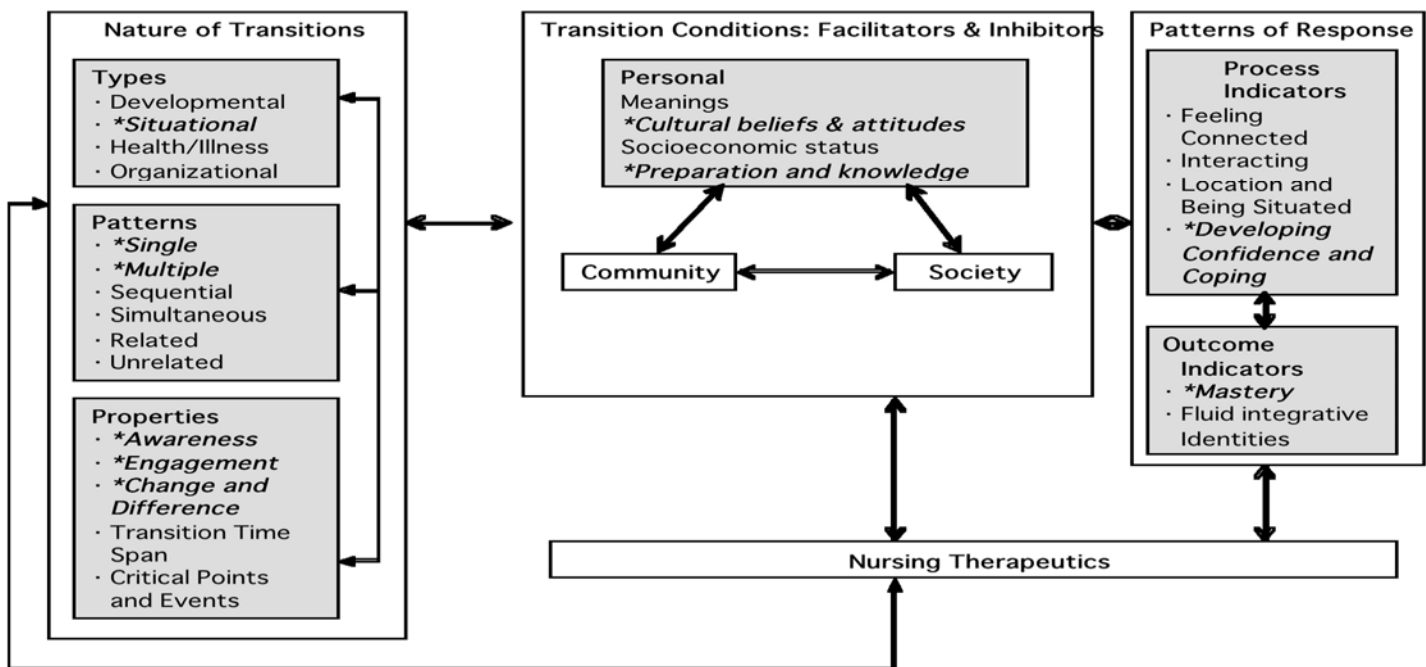 Nature of Transitions
Types
· Developmental
· *Situational
· Health/Illness
· Organizational
Patterns
· *Single
· *Multiple
· Sequential
· Simultaneous
· Related
· Unrelated
Properties
· *Awareness
· *Engagement
· *Change and
Difference
· Transition Time
Span
· Critical Points
and Events
Transition Conditions: Facilitators & Inhibitors
Personal
Meanings
*Cultural beliefs & attitudes
Socioeconomic status
*Preparation and knowledge
Community
Society
Patterns of Response
Process
Indicators
· Feeling
Connected
· Interacting
· Location and
Being Situated
· *Developing
Confidence and
Coping
Outcome
Indicators
· *Mastery
· Fluid integrative
Identities
Nursing Therapeutics